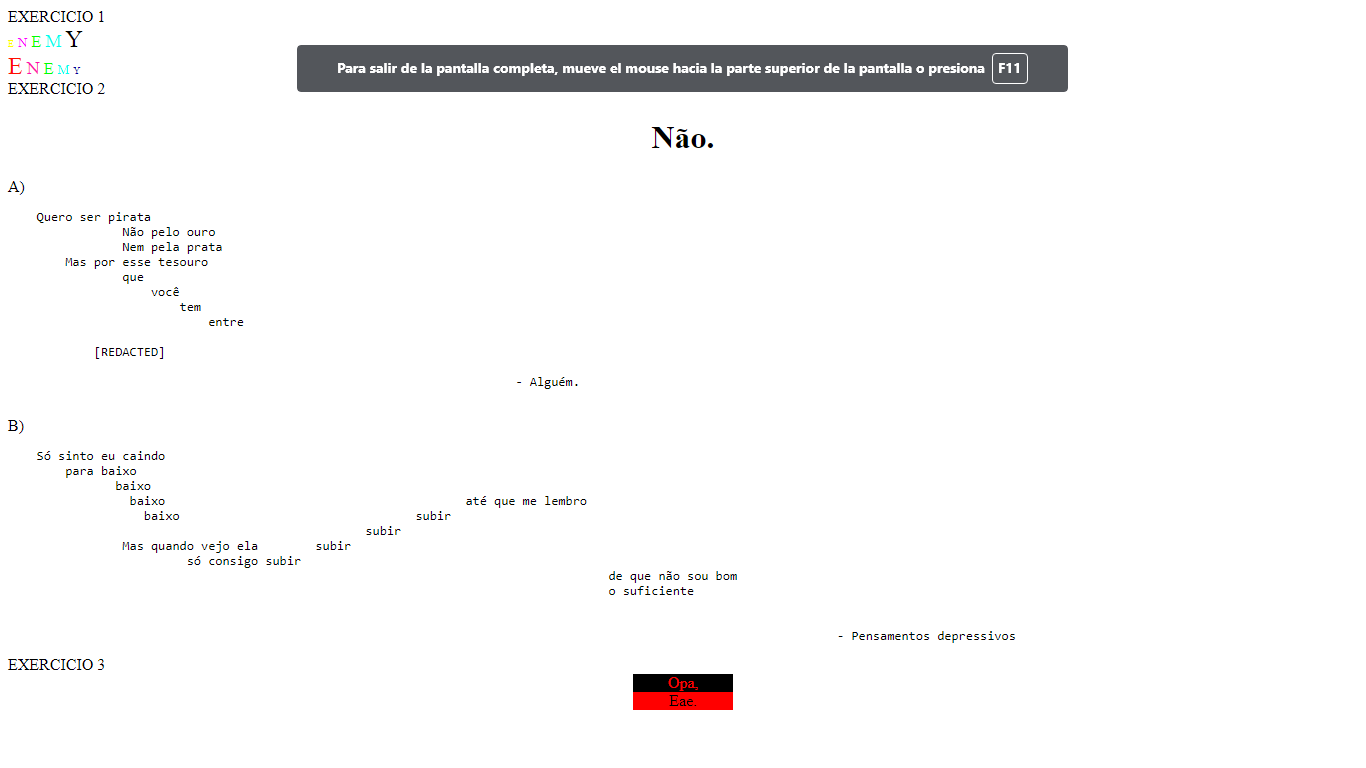 EXERCICIO 1
E N E M Y
E N E M Y
Para salir de la pantalla completa, mueve el mouse hacia la parte superior de la pantalla o presiona F11
EXERCICIO 2
Não.
A)
Quero ser pirata
Não pelo ouro
Nem pela prata
Mas por esse tesouro
que
você
tem
entre
[REDACTED]
- Alguém.
B)
Só sinto eu caindo
para baixo
baixo
baixo até que me lembro
baixo subir
subir
Mas quando vejo ela subir
só consigo subir
de que não sou bom
o suficiente
- Pensamentos depressivos
EXERCICIO 3
Opa,
Eae.